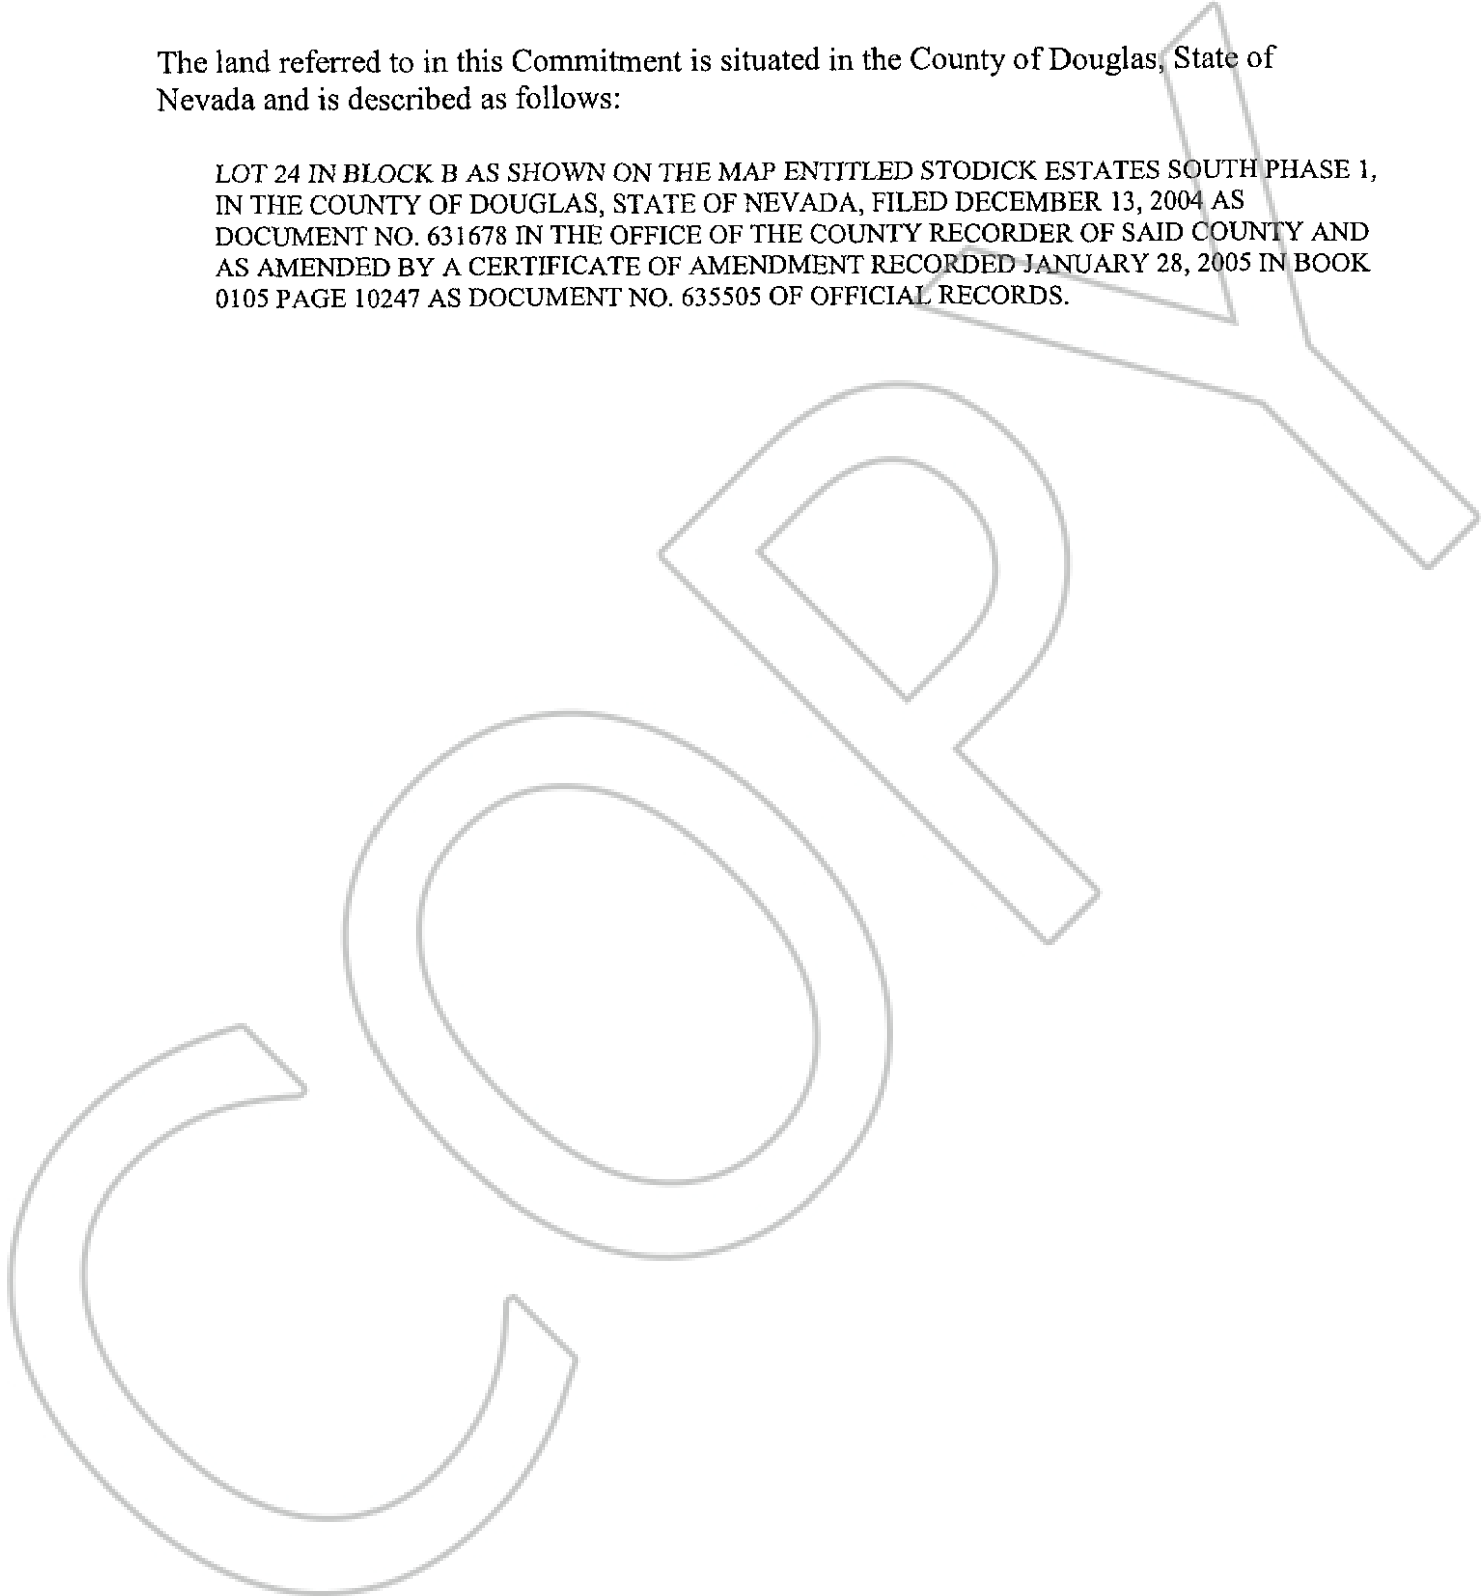 The land referred to in this Commitment is situated in the County of Douglas, State of
Nevada and is described as follows:
LOT 24 IN BLOCK B AS SHOWN ON THE MAP ENTITLED STODICK ESTATES SOUTH PHASE 1,
IN THE COUNTY OF DOUGLAS, STATE OF NEVADA, FILED DECEMBER 13, 2004 AS
DOCUMENT NO. 631678 IN THE OFFICE OF THE COUNTY RECORDER OF SAID COUNTY AND
AS AMENDED BY A CERTIFICATE OF AMENDMENT RECORDED JANUARY 28, 2005 IN BOOK
0105 PAGE 10247 AS DOCUMENT NO. 635505 OF OFFICIAL RECORDS.
COPY